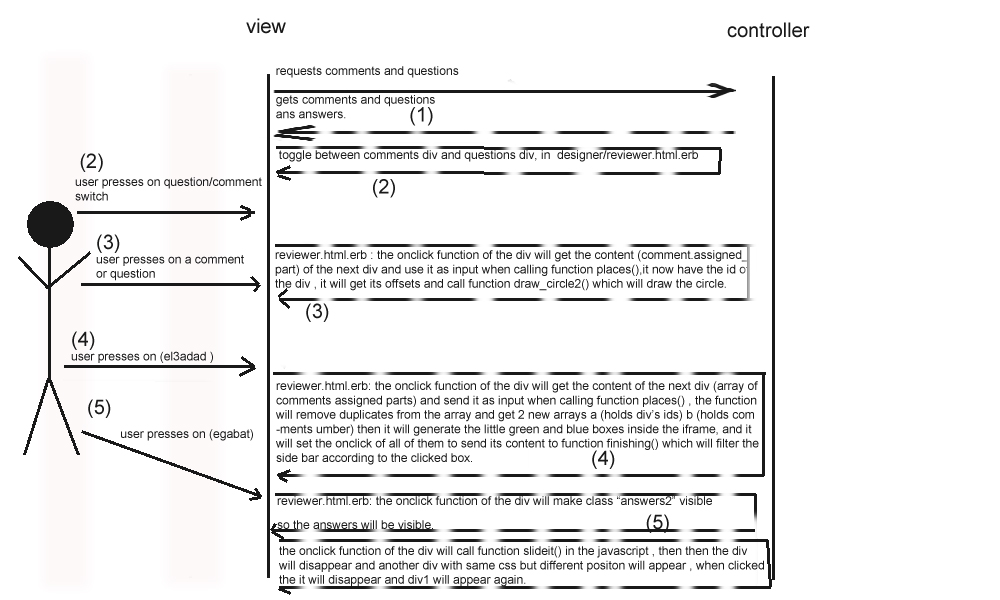 view
controller
requests comments and questions
gets comments and questions
ans answers.
(1)
toggle between comments div and questions div, in designer/reviewer.html.erb
(2)
(2)
user presses on question/comment
switch
(3)
user presses on a comment
or question
reviewer.html.erb : the onclick function of the div will get the content (comment.assigned_
part) of the next div and use it as input when calling function places(),it now have the id of
the div , it will get its offsets and call function draw_circle2() which will draw the circle.
(3)
(4)
user presses on (el3adad )
reviewer.html.erb: the onclick function of the div will get the content of the next div (array of
comments assigned parts) and send it as input when calling function places() , the function
will remove duplicates from the array and get 2 new arrays a (holds div's ids) b (holds com
-ments umber) then it will generate the little green and blue boxes inside the iframe, and it
will set the onclick of all of them to send its content to function finishing() which will filter the
side bar according to the clicked box.
(4)
(5)
user presses on (egabat)
reviewer.html.erb: the onclick function of the div will make class “answers2” visible
so the answers will be visible.
(5)
the onclick function of the div will call function slideit() in the javascript , then then the div
will disappear and another div with same css but different positon will appear , when clicked
the it will disappear and div1 will appear again.